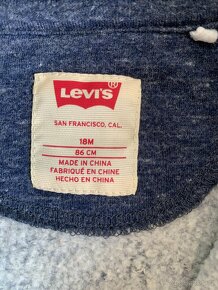 Levi's®
SAN FRANCISCO, CAL.
18M
86 CM
MADE IN CHINA
FABRIQUÉ EN CHINE
HECHO EN CHINA